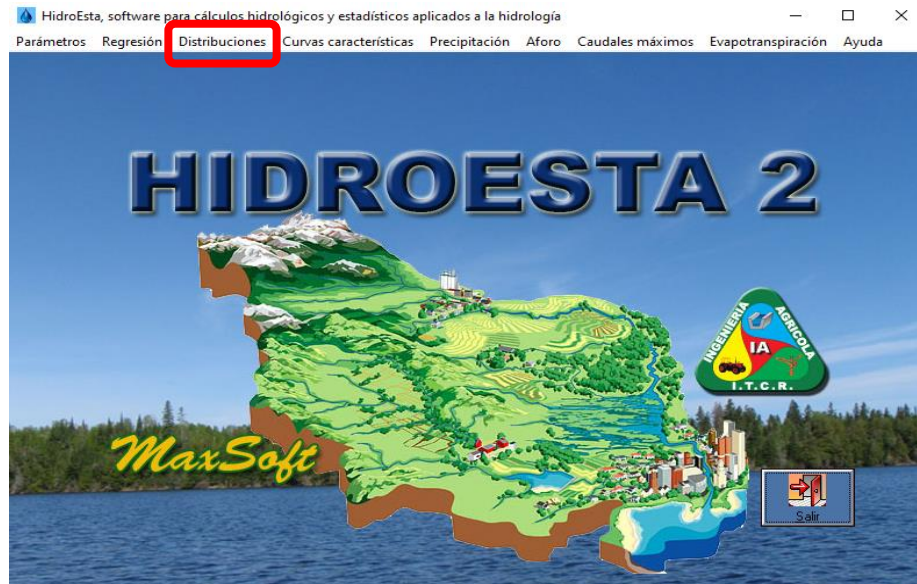 HidroEsta, software para cálculos hidrológicos y estadísticos aplicados a la hidrología
Parámetros Regresión Distribuciones Curvas características Precipitación Aforo Caudales máximos Evapotranspiración Ayuda
HIDROESTA 2
INGENIERIA AGRICOLA
IA
I.T.C.R.
MaxSoft
Salir